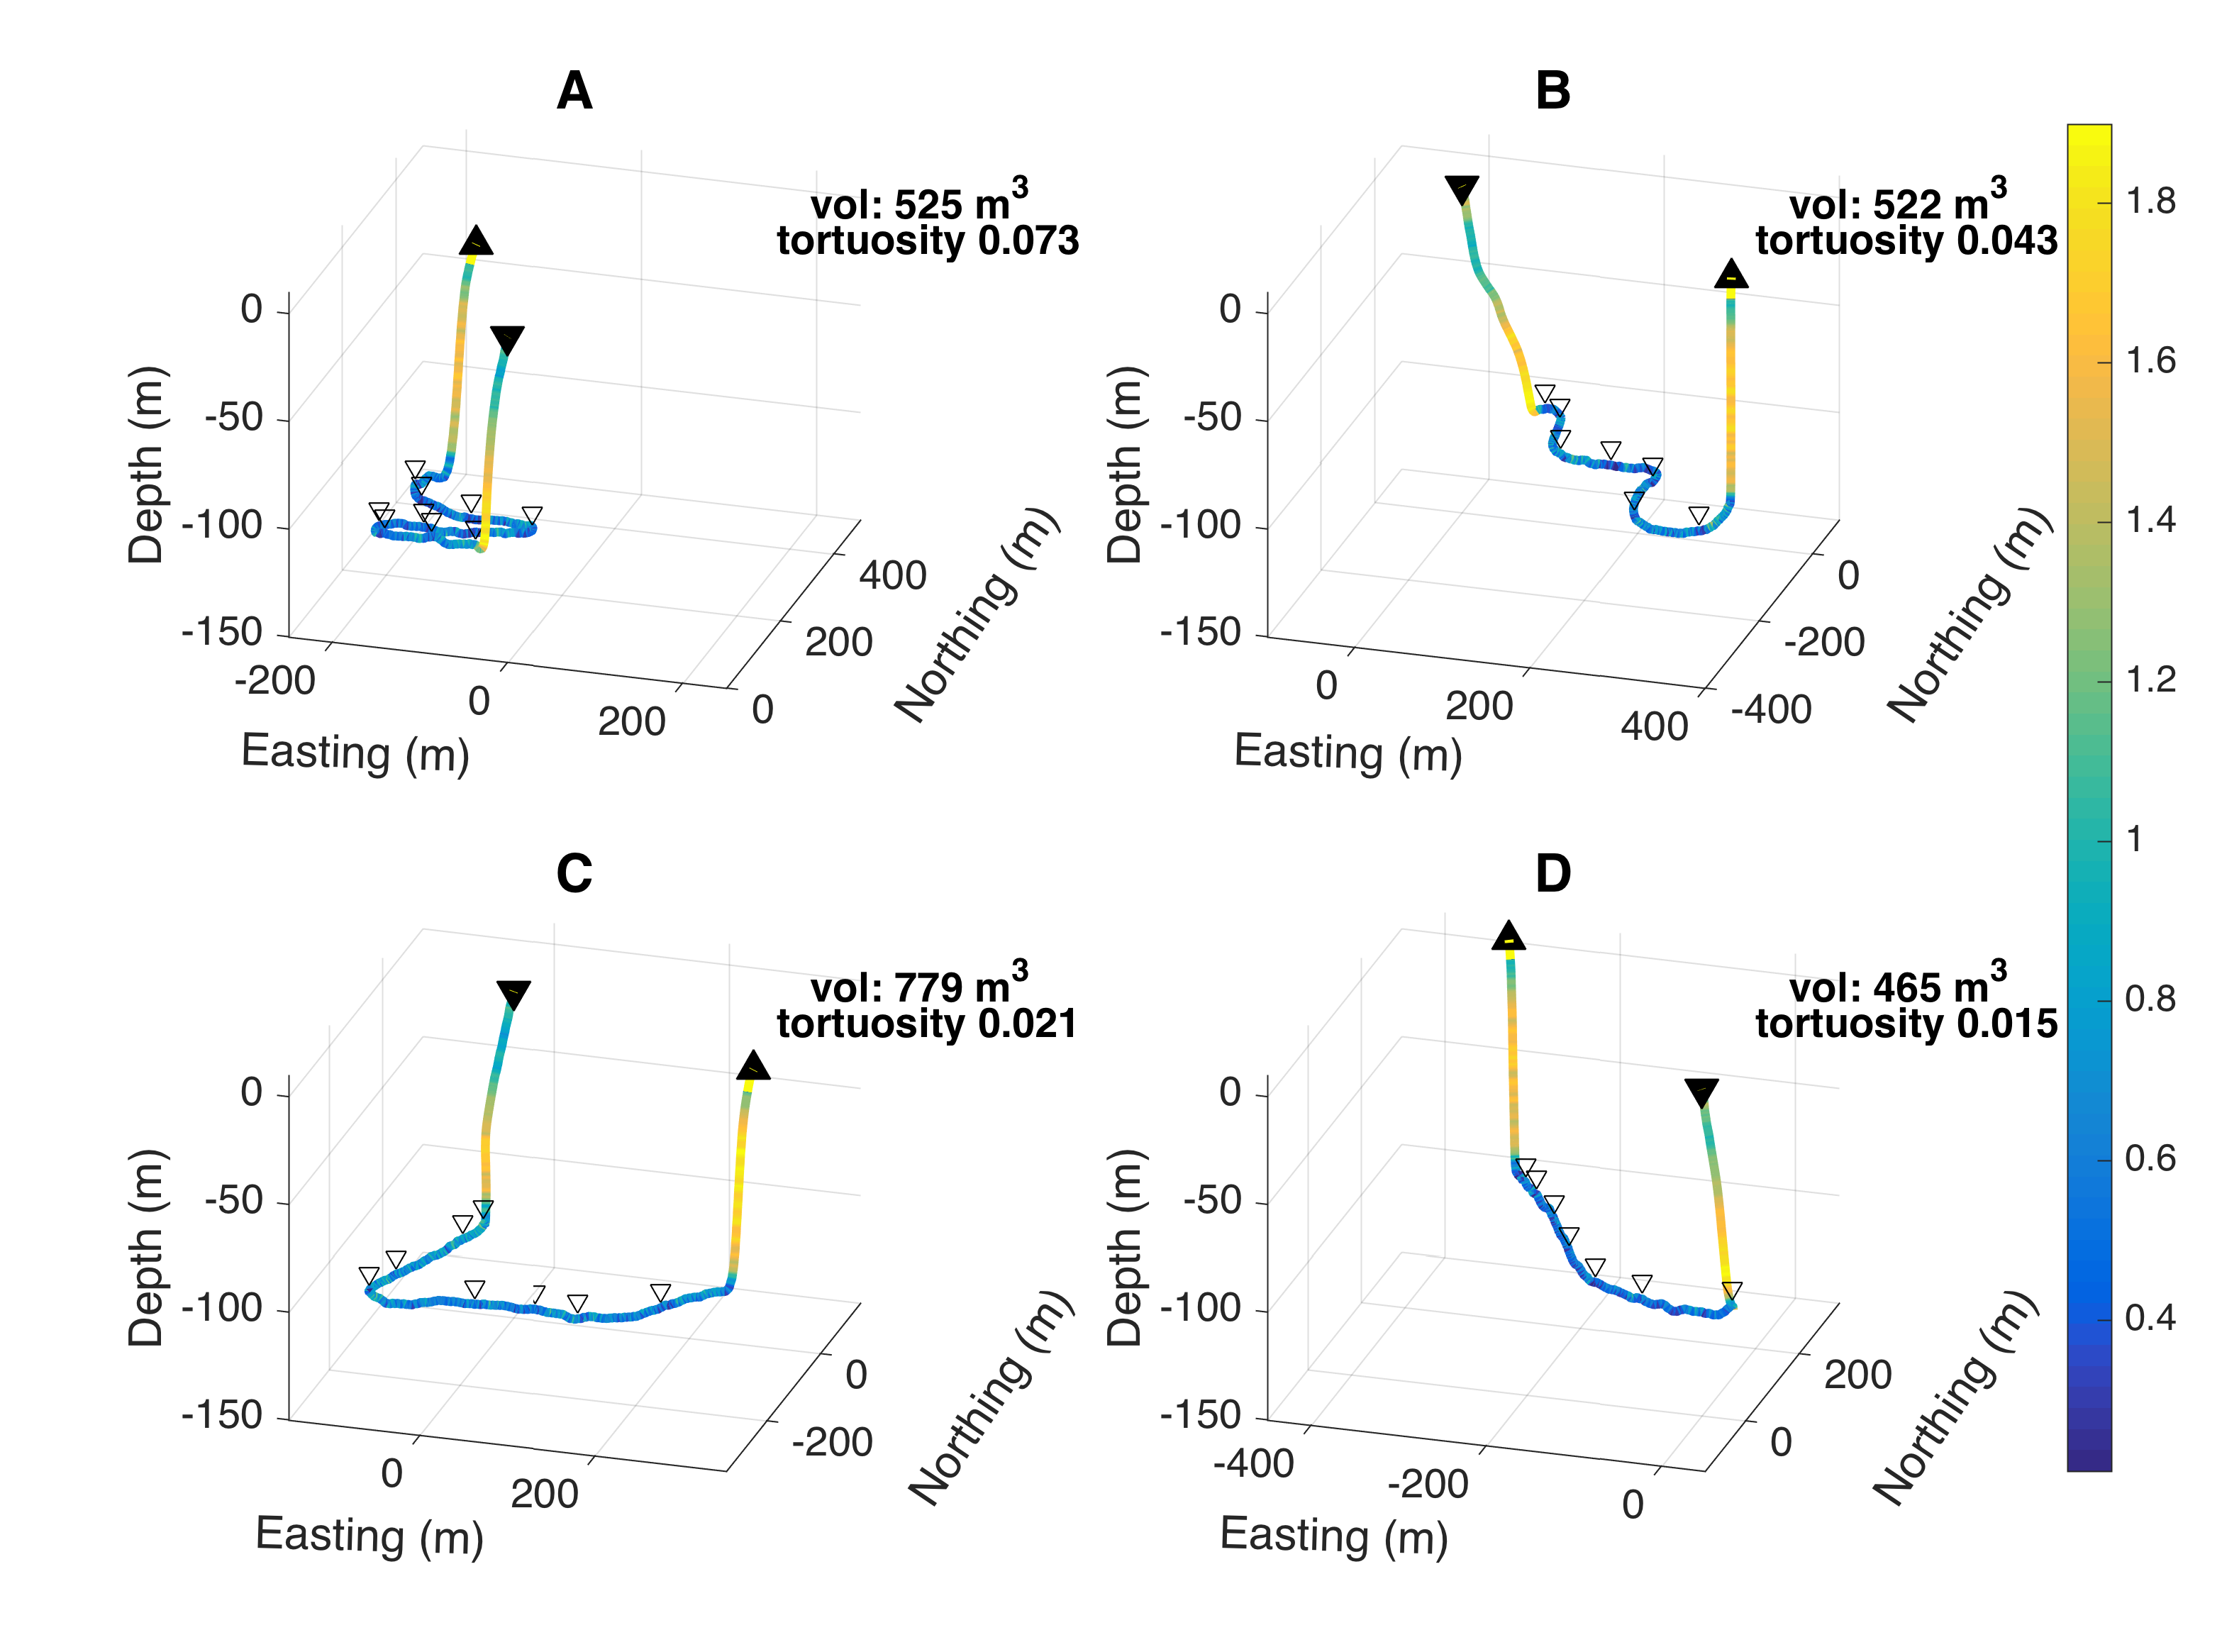 A
vol: 525 m³
tortuosity 0.073
0
-50
-100
-150
Depth (m)
-200
0
200
Easting (m)
0
200
400
Northing (m)
B
vol: 522 m³
tortuosity 0.043
0
-50
-100
-150
Depth (m)
0
200
400
Easting (m)
-400
-200
0
Northing (m)
1.8
1.6
1.4
1.2
1
0.8
0.6
0.4
C
vol: 779 m³
tortuosity 0.021
0
-50
-100
-150
Depth (m)
0
200
Easting (m)
-200
0
Northing (m)
D
vol: 465 m³
tortuosity 0.015
0
-50
-100
-150
Depth (m)
-400
-200
0
Easting (m)
0
200
Northing (m)